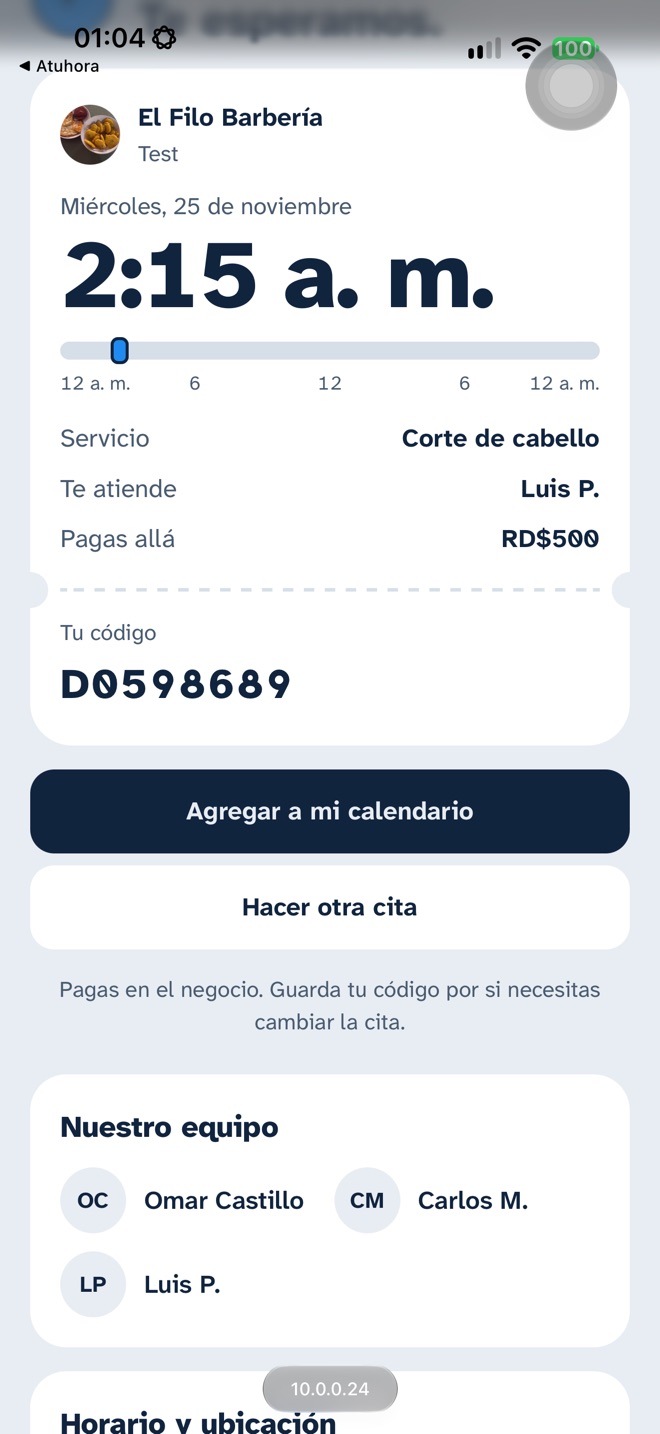 Te esperamos.
01:04
100
◀ Atuhora
El Filo Barbería
Test
Miércoles, 25 de noviembre
2:15 a. m.
12 a. m. 6 12 6 12 a. m.
Servicio Corte de cabello
Te atiende Luis P.
Pagas allá RD$500
Tu código
D0598689
Agregar a mi calendario
Hacer otra cita
Pagas en el negocio. Guarda tu código por si necesitas
cambiar la cita.
Nuestro equipo
OC Omar Castillo CM Carlos M.
LP Luis P.
10.0.0.24
Horario y ubicación